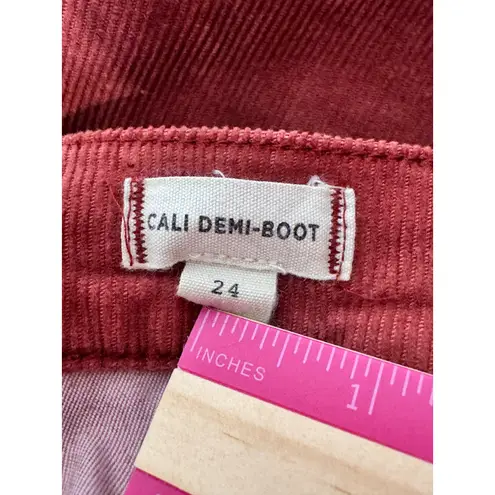 CALI DEMI-BOOT
24
INCHES
1